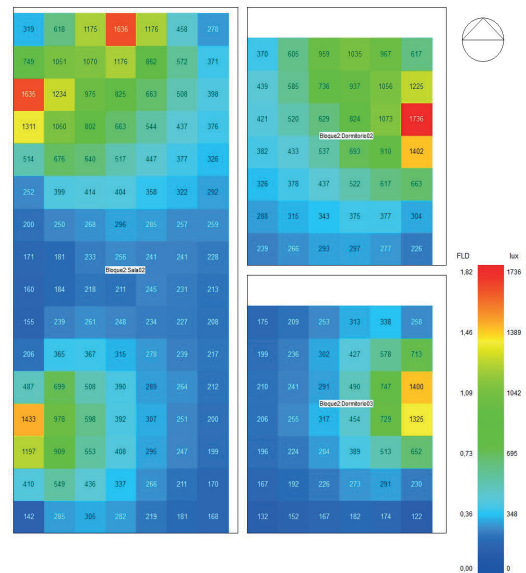 319 618 1175 1636 1176 458 278
749 1051 1070 1176 862 572 371
1635 1234 975 825 663 508 398
1311 1060 802 663 544 437 376
514 676 640 517 447 377 326
252 399 414 404 358 322 292
200 250 268 296 285 257 259
171 181 233 256 241 241 228
Bloque2:Sala02
160 184 218 211 245 231 213
155 239 251 248 234 227 208
206 365 367 315 278 239 217
487 699 508 390 289 264 212
1433 978 598 392 307 251 200
1197 909 553 408 296 247 199
410 549 436 337 266 211 170
142 285 306 282 219 181 168
370 605 959 1035 967 617
439 585 736 937 1056 1225
421 520 629 824 1073 1736
Bloque2:Dormitorio02
382 433 537 693 910 1402
326 378 437 522 617 663
288 315 343 375 377 304
239 266 293 297 277 226
175 209 253 313 338 258
199 236 302 427 578 713
210 241 291 490 747 1400
Bloque2:Dormitorio03
206 255 317 454 729 1325
196 224 294 389 513 652
167 192 226 273 291 230
132 152 167 182 174 122
FLD lux
1,82 1736
1,46 1389
1,09 1042
0,73 695
0,36 348
0,00 0